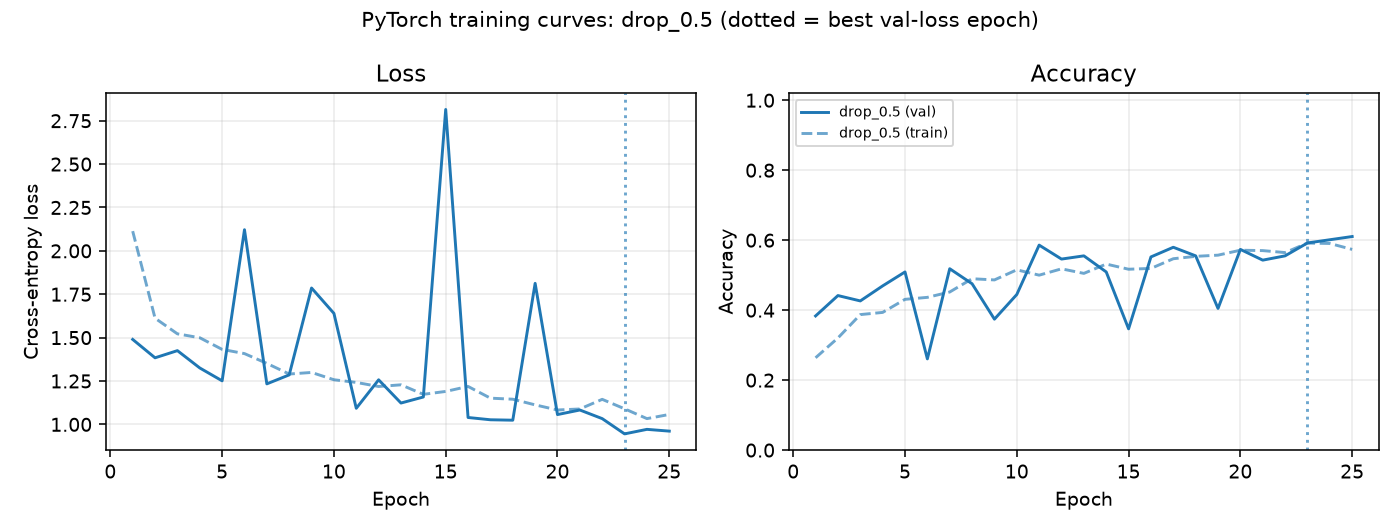 PyTorch training curves: drop_0.5 (dotted = best val-loss epoch)
Loss
Cross-entropy loss
2.75
2.50
2.25
2.00
1.75
1.50
1.25
1.00
0 5 10 15 20 25
Epoch
Accuracy
drop_0.5 (val)
drop_0.5 (train)
Accuracy
1.0
0.8
0.6
0.4
0.2
0.0
0 5 10 15 20 25
Epoch